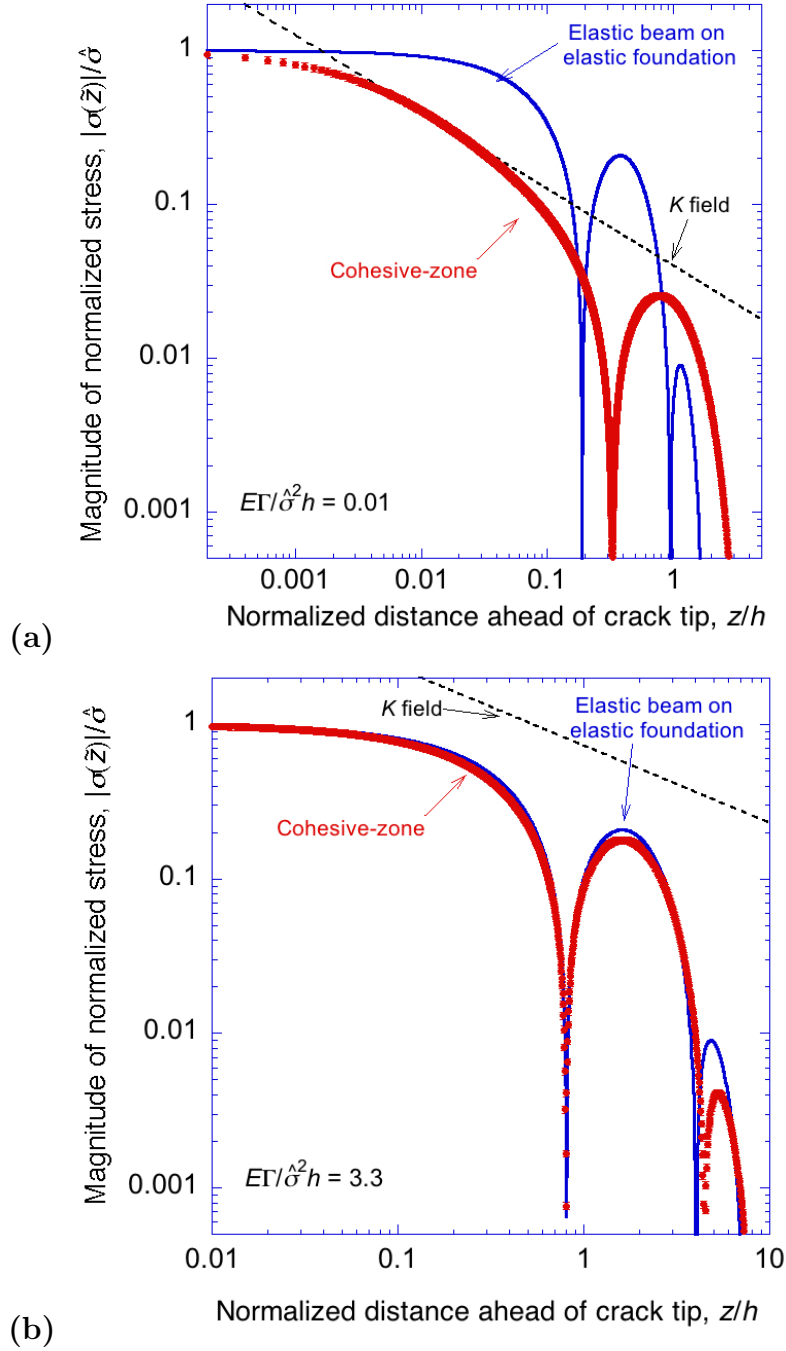 Magnitude of normalized stress, |σ(z̃)|/σ̂
1
0.1
0.01
0.001
Elastic beam on
elastic foundation
K field
Cohesive-zone
EΓ/σ̂²h = 0.01
0.001
0.01
0.1
1
Normalized distance ahead of crack tip, z/h
(a)
Magnitude of normalized stress, |σ(z̃)|/σ̂
1
0.1
0.01
0.001
K field
Elastic beam on
elastic foundation
Cohesive-zone
EΓ/σ̂²h = 3.3
0.01
0.1
1
10
Normalized distance ahead of crack tip, z/h
(b)